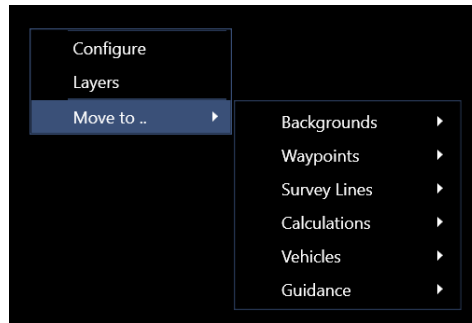 Configure
Layers
Move to ..
Backgrounds
Waypoints
Survey Lines
Calculations
Vehicles
Guidance